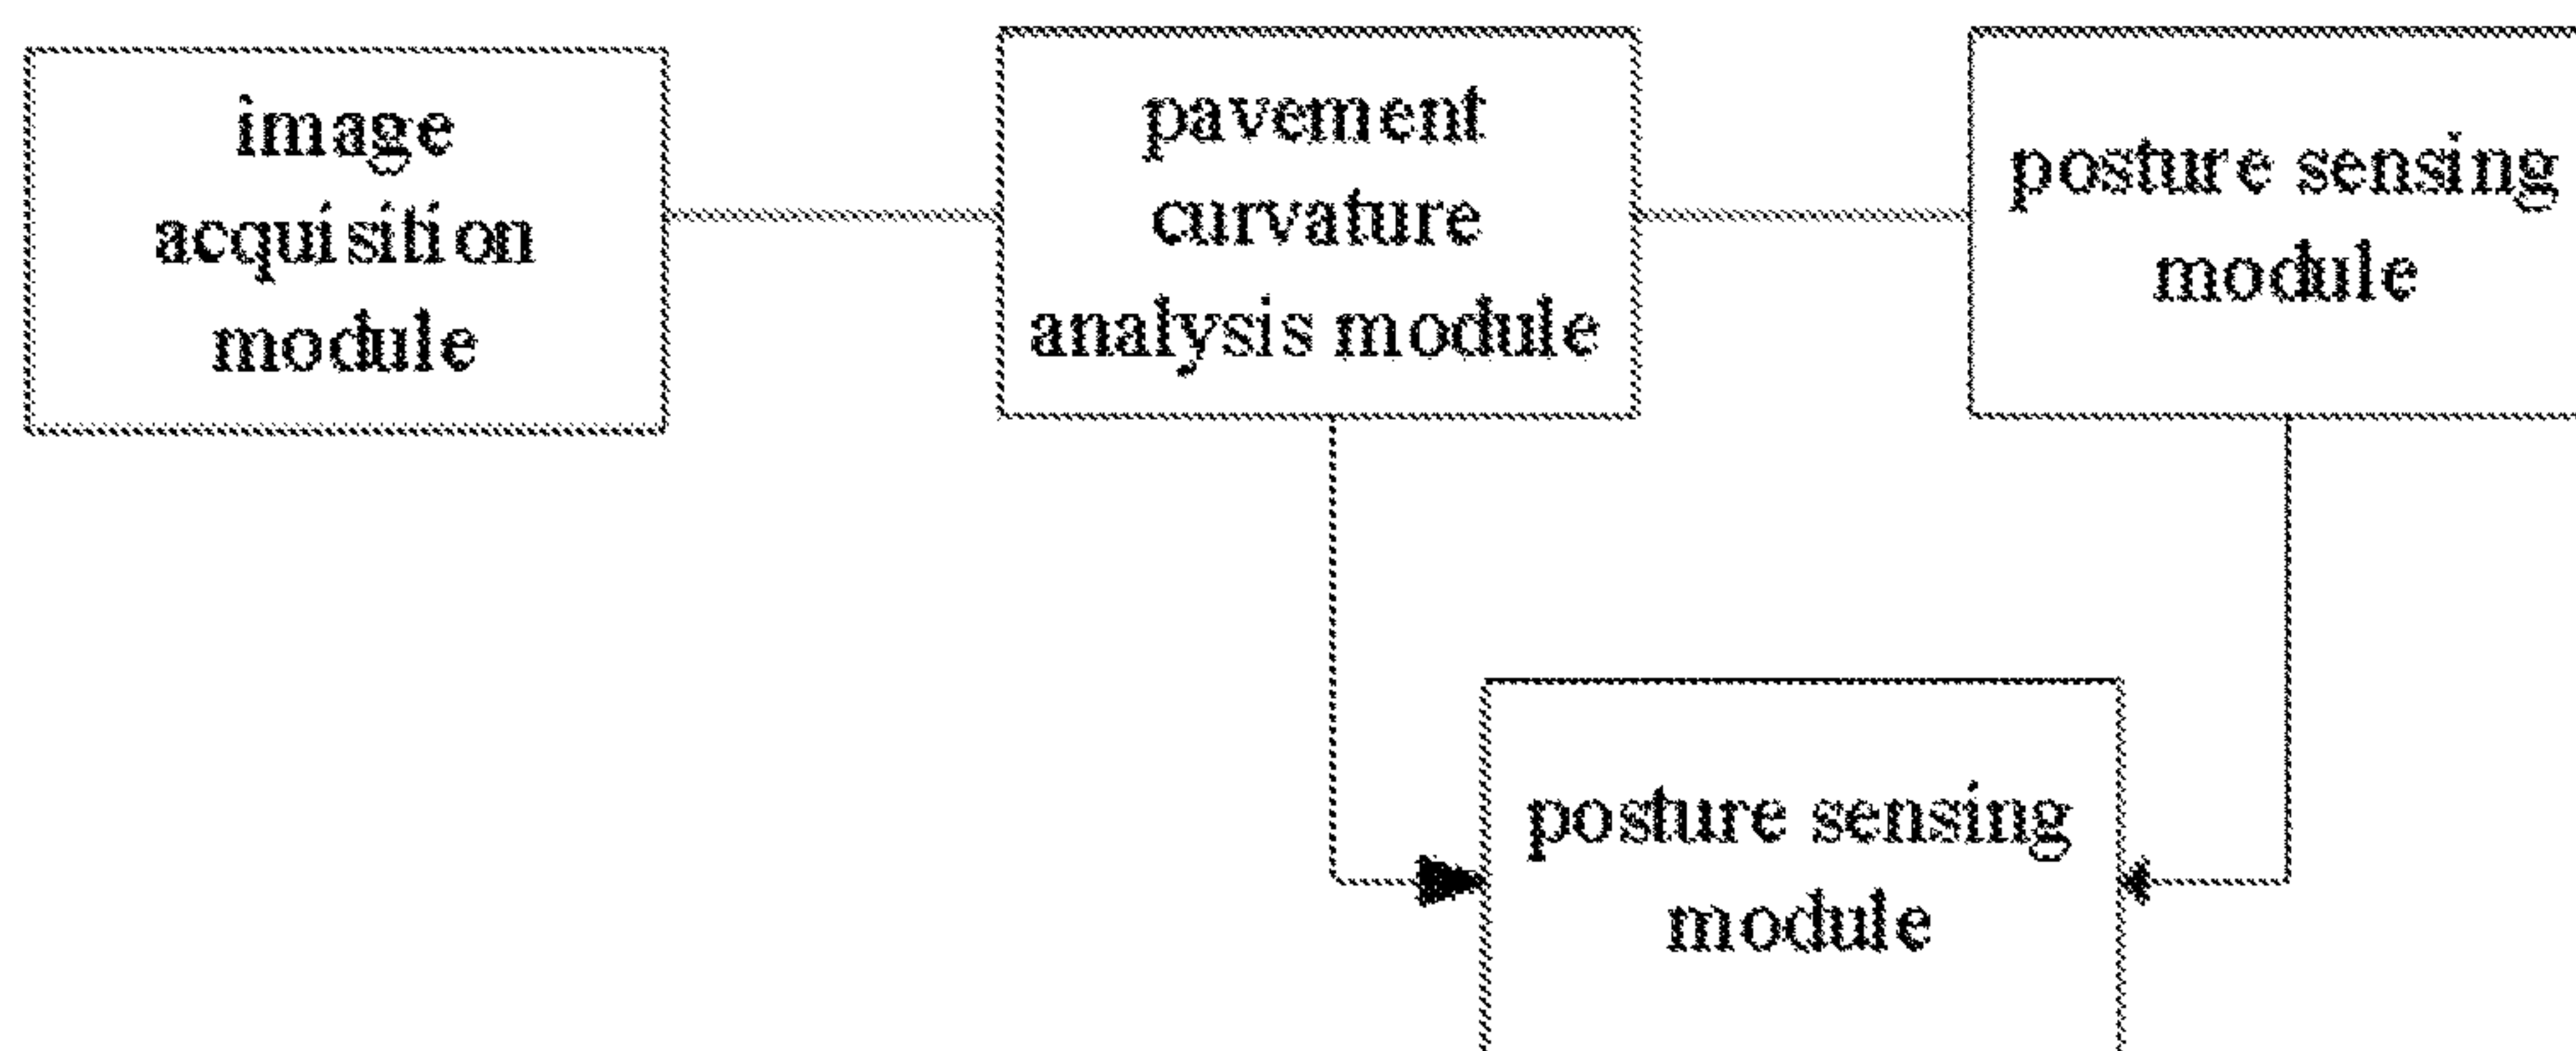 image
acquisition
module
pavement
curvature
analysis module
posture sensing
module
posture sensing
module